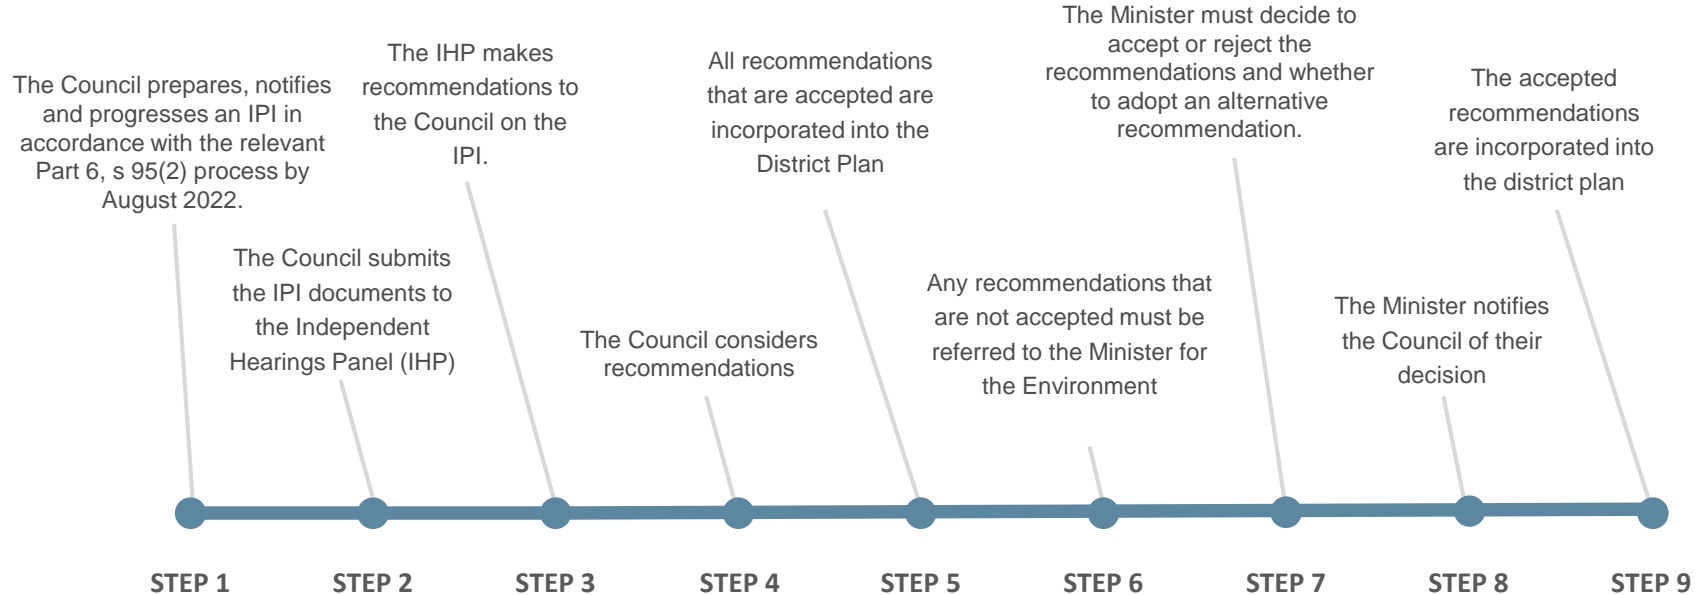 The Council prepares, notifies
and progresses an IPI in
accordance with the relevant
Part 6, s 95(2) process by
August 2022.
The Council submits
the IPI documents to
the Independent
Hearings Panel (IHP)
The IHP makes
recommendations to
the Council on the
IPI.
The Council considers
recommendations
All recommendations
that are accepted are
incorporated into the
District Plan
Any recommendations that
are not accepted must be
referred to the Minister for
the Environment
The Minister must decide to
accept or reject the
recommendations and whether
to adopt an alternative
recommendation.
The Minister notifies
the Council of their
decision
The accepted
recommendations
are incorporated into
the district plan
STEP 1
STEP 2
STEP 3
STEP 4
STEP 5
STEP 6
STEP 7
STEP 8
STEP 9